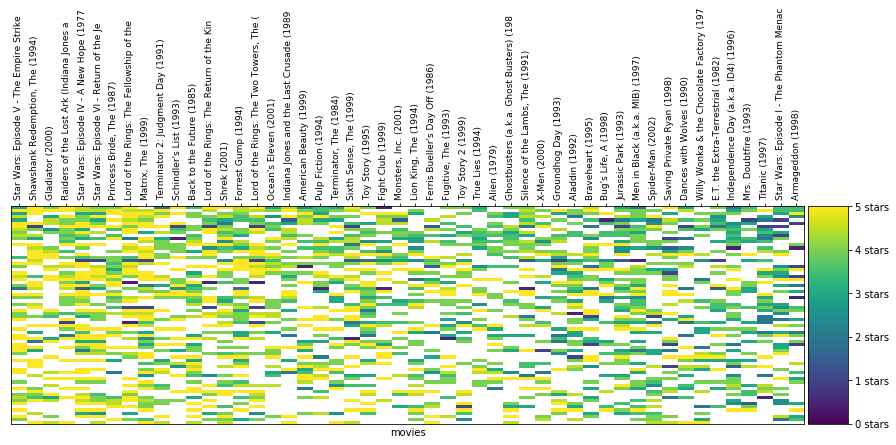 Star Wars: Episode V - The Empire Strike
Shawshank Redemption, The (1994)
Gladiator (2000)
Raiders of the Lost Ark (Indiana Jones a
Star Wars: Episode IV - A New Hope (1977
Star Wars: Episode VI - Return of the Je
Princess Bride, The (1987)
Lord of the Rings: The Fellowship of the
Matrix, The (1999)
Terminator 2: Judgment Day (1991)
Schindler's List (1993)
Back to the Future (1985)
Lord of the Rings: The Return of the Kin
Shrek (2001)
Forrest Gump (1994)
Lord of the Rings: The Two Towers, The (
Ocean's Eleven (2001)
Indiana Jones and the Last Crusade (1989
American Beauty (1999)
Pulp Fiction (1994)
Terminator, The (1984)
Sixth Sense, The (1999)
Toy Story (1995)
Fight Club (1999)
Monsters, Inc. (2001)
Lion King, The (1994)
Ferris Bueller's Day Off (1986)
Fugitive, The (1993)
Toy Story 2 (1999)
True Lies (1994)
Alien (1979)
Ghostbusters (a.k.a. Ghost Busters) (198
Silence of the Lambs, The (1991)
X-Men (2000)
Groundhog Day (1993)
Aladdin (1992)
Braveheart (1995)
Bug's Life, A (1998)
Jurassic Park (1993)
Men in Black (a.k.a. MIB) (1997)
Spider-Man (2002)
Saving Private Ryan (1998)
Dances with Wolves (1990)
Willy Wonka & the Chocolate Factory (197
E.T. the Extra-Terrestrial (1982)
Independence Day (a.k.a. ID4) (1996)
Mrs. Doubtfire (1993)
Titanic (1997)
Star Wars: Episode I - The Phantom Menac
Armageddon (1998)
5 stars
4 stars
3 stars
2 stars
1 stars
0 stars
movies